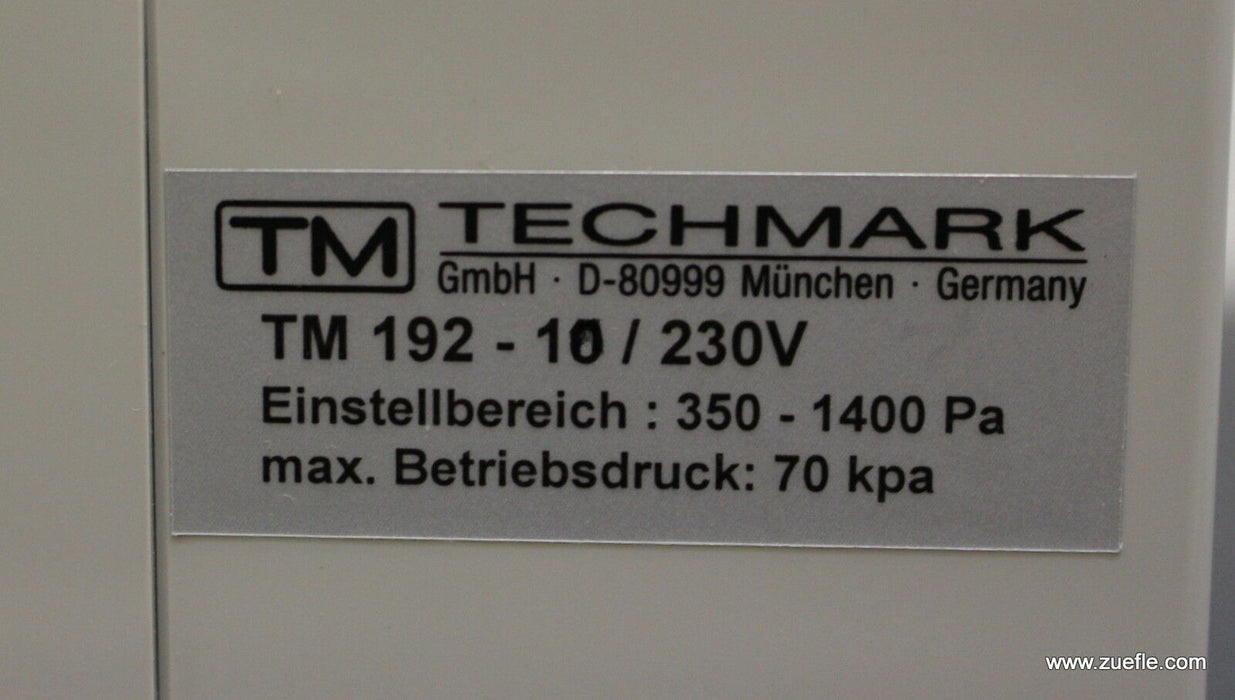 TM TECHMARK
GmbH · D-80999 München · Germany
TM 192 - 10 / 230V
Einstellbereich : 350 - 1400 Pa
max. Betriebsdruck: 70 kpa
www.zuefle.com